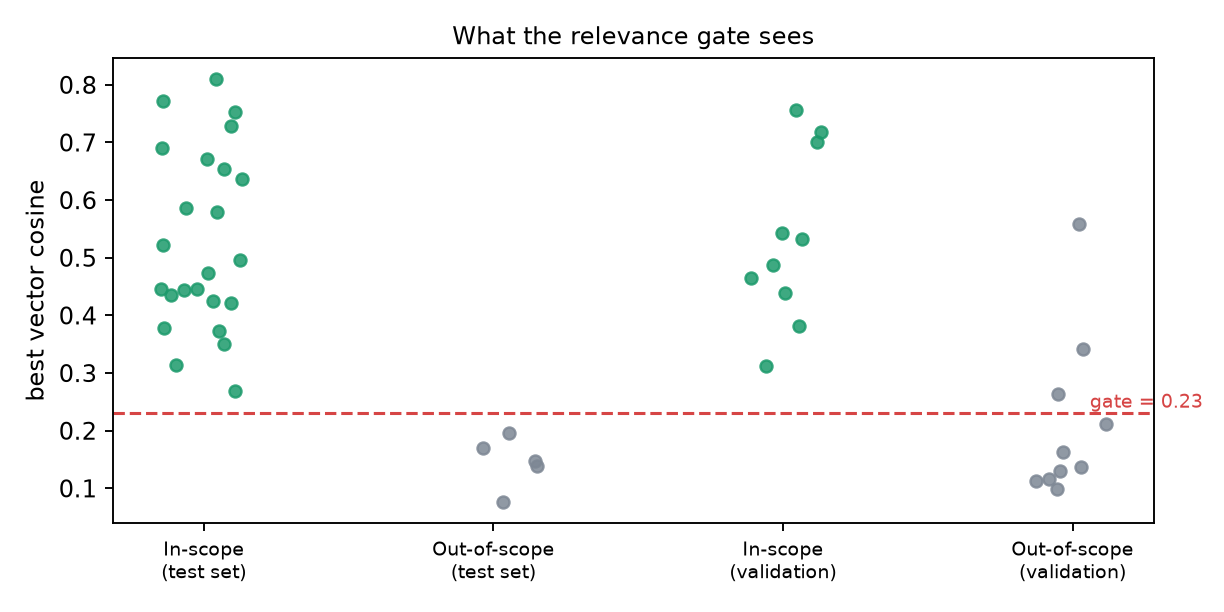 What the relevance gate sees
best vector cosine
0.8
0.7
0.6
0.5
0.4
0.3
0.2
0.1
gate = 0.23
In-scope
(test set)
Out-of-scope
(test set)
In-scope
(validation)
Out-of-scope
(validation)